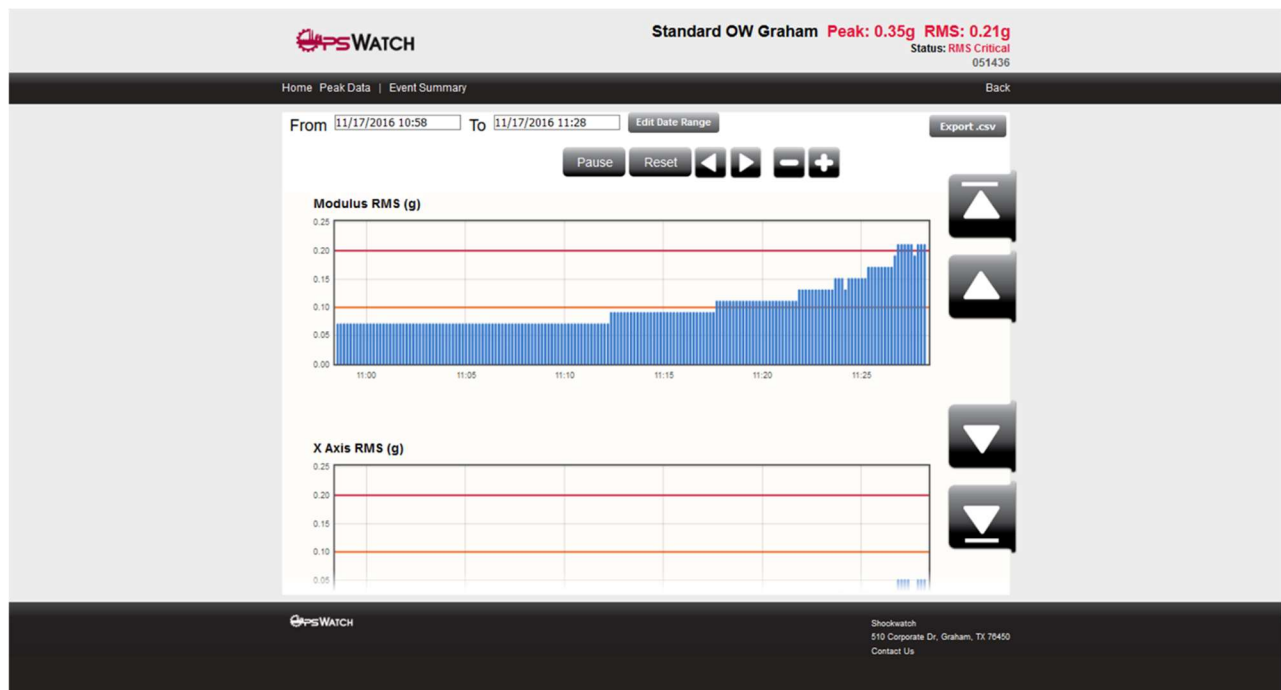 OpsWatch
Standard OW Graham Peak: 0.35g RMS: 0.21g
Status: RMS Critical
051436
Home Peak Data | Event Summary Back
From 11/17/2016 10:58 To 11/17/2016 11:28 Edit Date Range Export .csv
Pause Reset
Modulus RMS (g)
0.25
0.20
0.15
0.10
0.05
0.00
11:00 11:05 11:10 11:15 11:20 11:25
X Axis RMS (g)
0.25
0.20
0.15
0.10
0.05
OpsWatch
Shockwatch
510 Corporate Dr, Graham, TX 76450
Contact Us